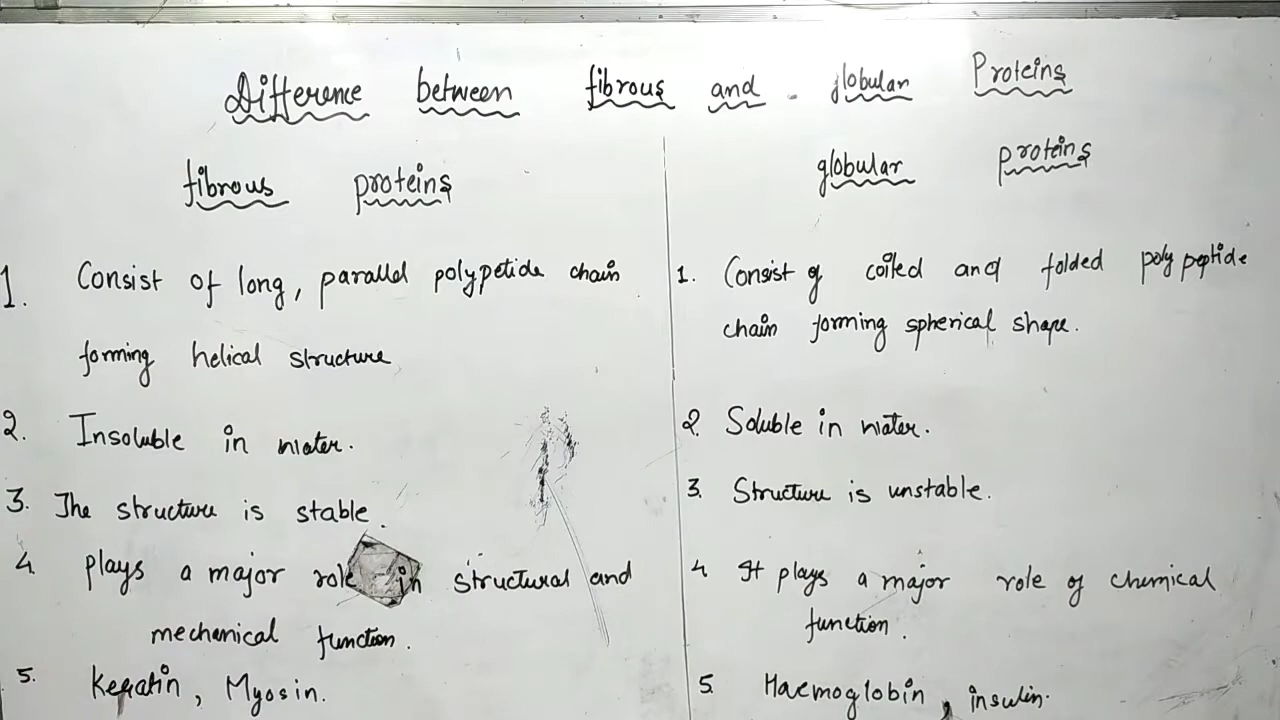 Difference between fibrous and globular Proteins
fibrous proteins
1. Consist of long, parallel polypetide chain
forming helical structure
2. Insoluble in water.
3. The structure is stable.
4. plays a major role in structural and
mechanical function.
5. Keratin, Myosin.
globular proteins
1. Consist of coiled and folded poly peptide
chain forming spherical shape.
2. Soluble in water.
3. Structure is unstable.
4. It plays a major role of chemical
function.
5. Haemoglobin, insulin.